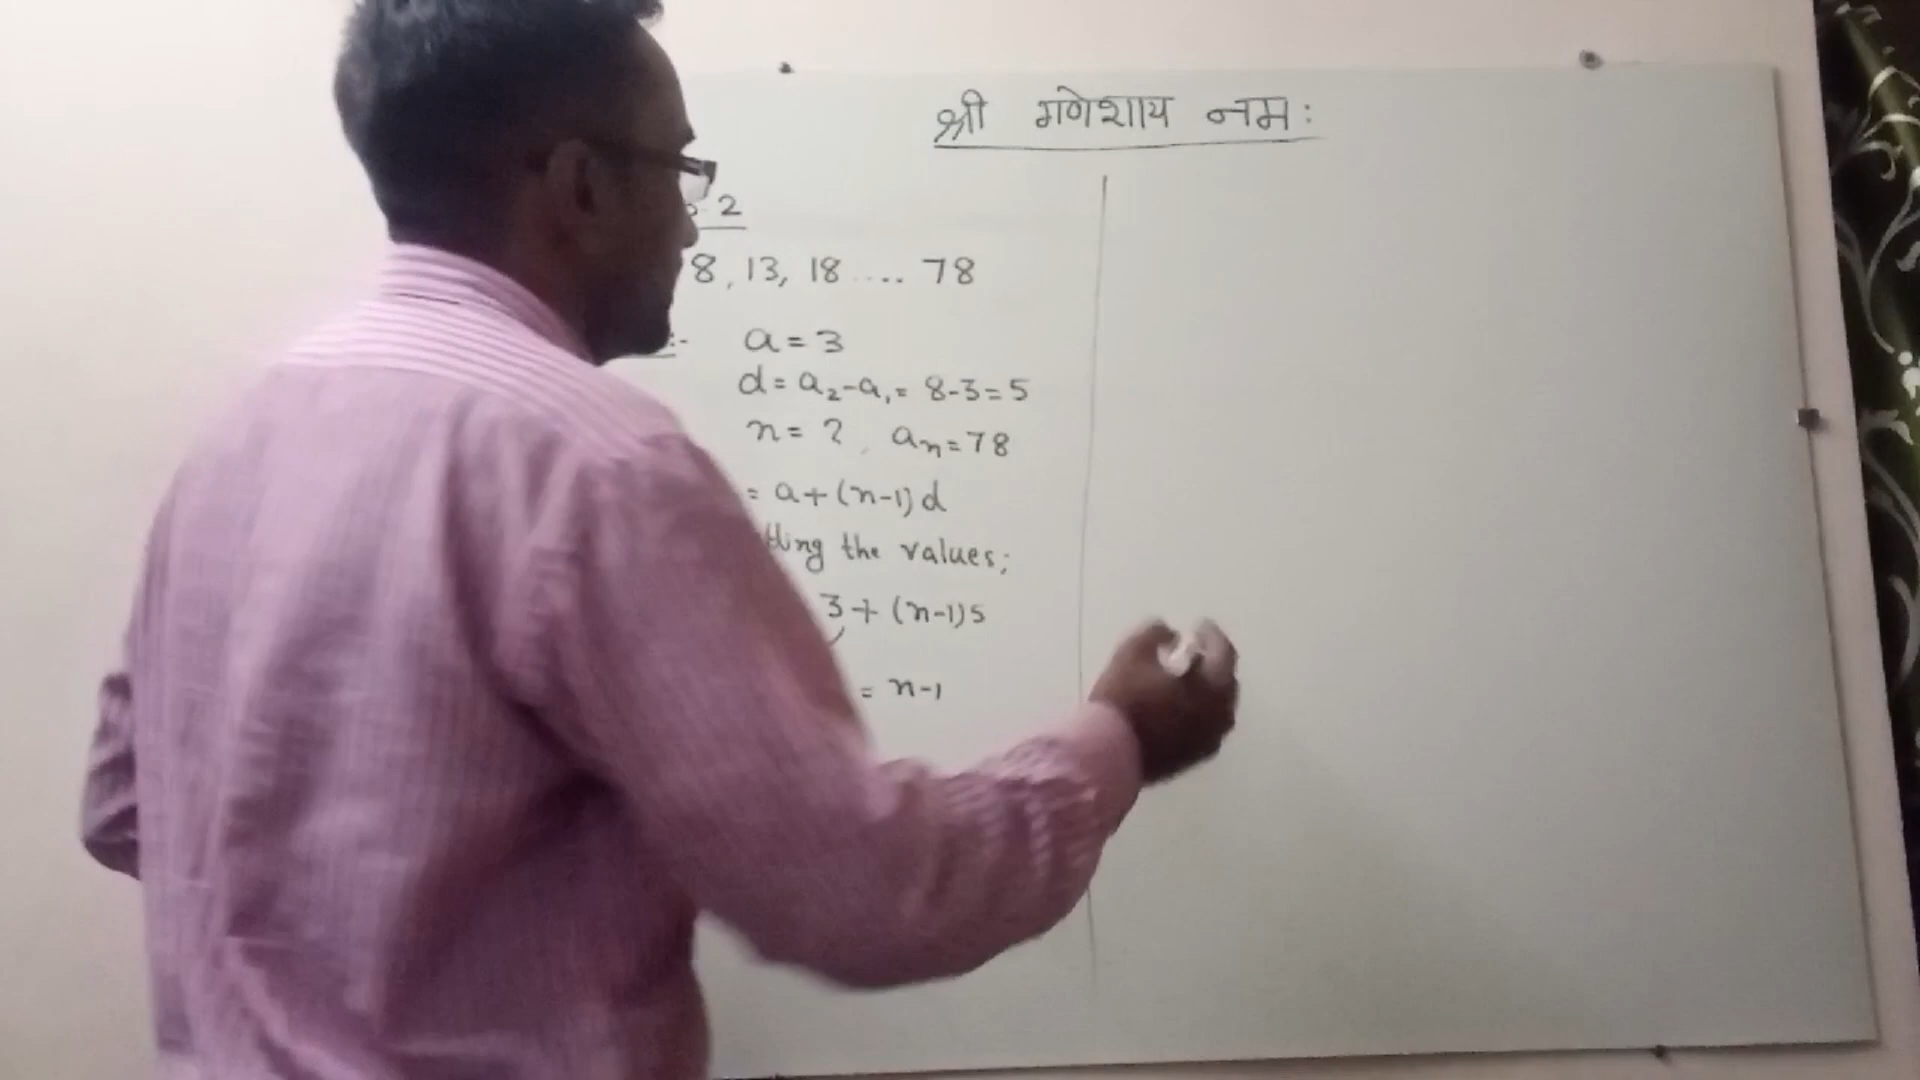 श्री गणेशाय नमः
2
8, 13, 18 .... 78
:- a = 3
d = a₂-a₁ = 8-3=5
n = ? , aₙ=78
= a+(n-1)d
the values;
3+(n-1)5
= n-1